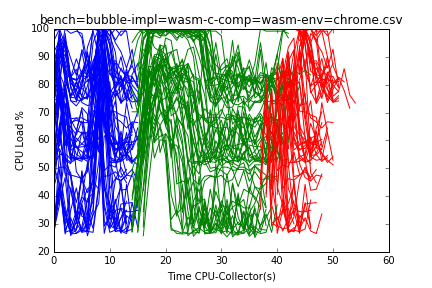 bench=bubble-impl=wasm-c-comp=wasm-env=chrome.csv
100
90
80
70
60
50
40
30
20
CPU Load %
0 10 20 30 40 50 60
Time CPU-Collector(s)